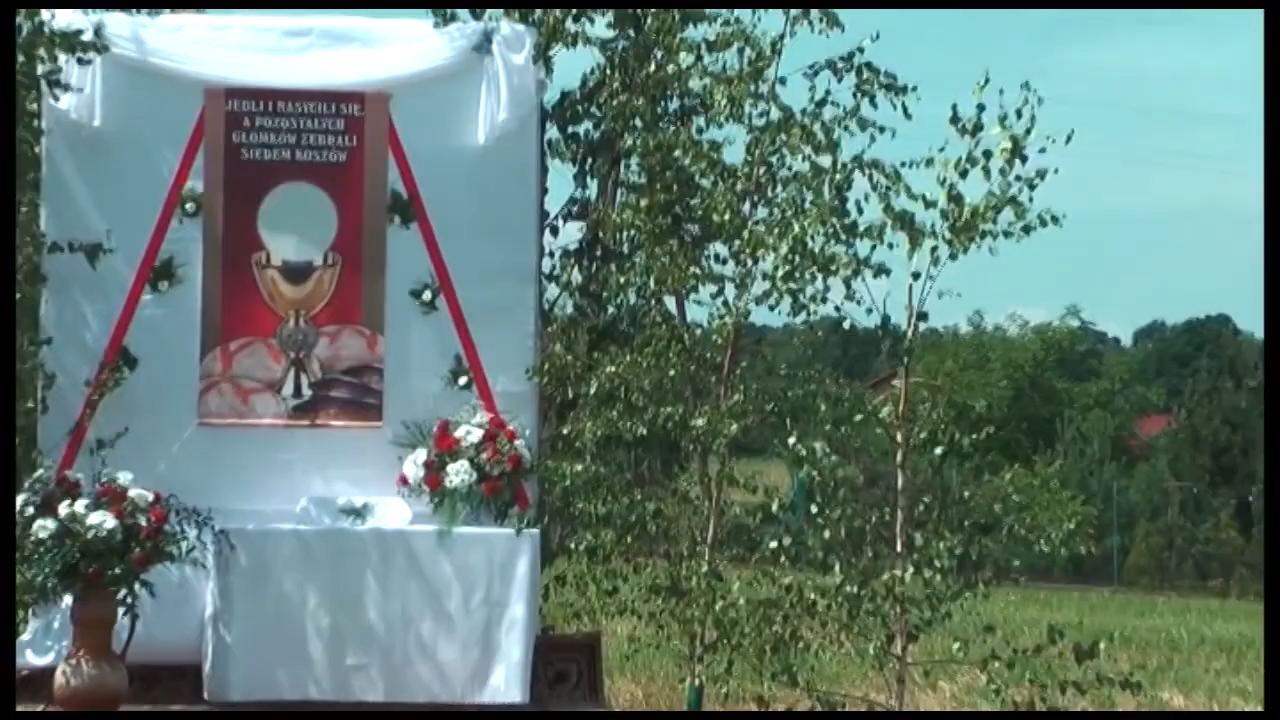 JEDLI I NASYCILI SIĘ,
A POZOSTAŁYCH
UŁOMKÓW ZEBRALI
SIEDEM KOSZÓW